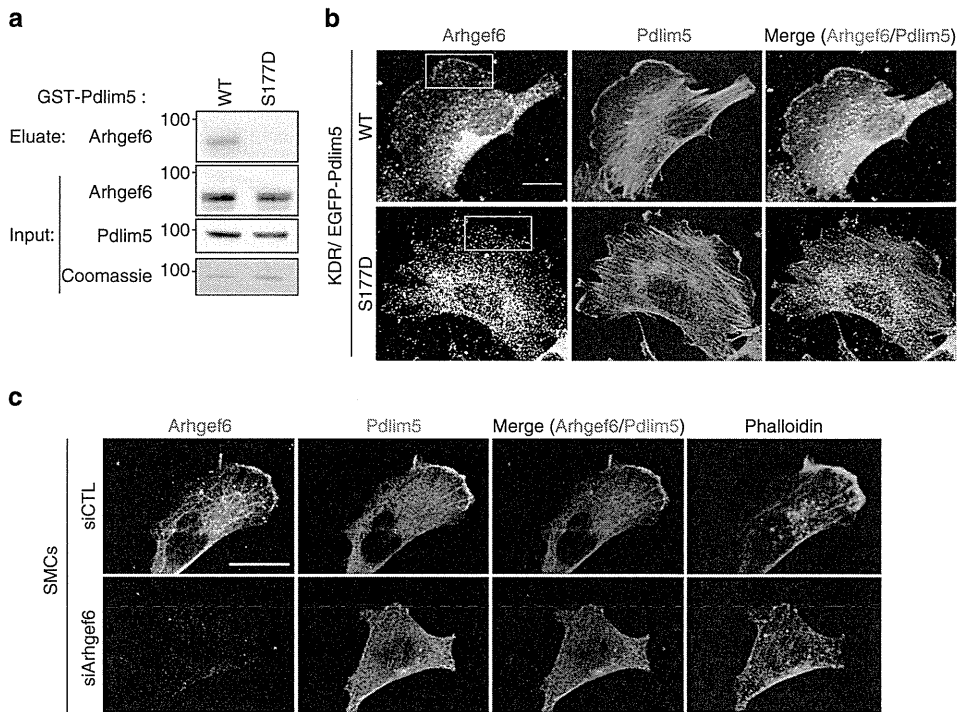 a
GST-Pdlim5 :
WT
S177D
Eluate:
Arhgef6
100
Input:
Arhgef6
100
Pdlim5
100
Coomassie
100
b
Arhgef6
Pdlim5
Merge (Arhgef6/Pdlim5)
KDR/ EGFP-Pdlim5
WT
S177D
c
Arhgef6
Pdlim5
Merge (Arhgef6/Pdlim5)
Phalloidin
SMCs
siCTL
siArhgef6